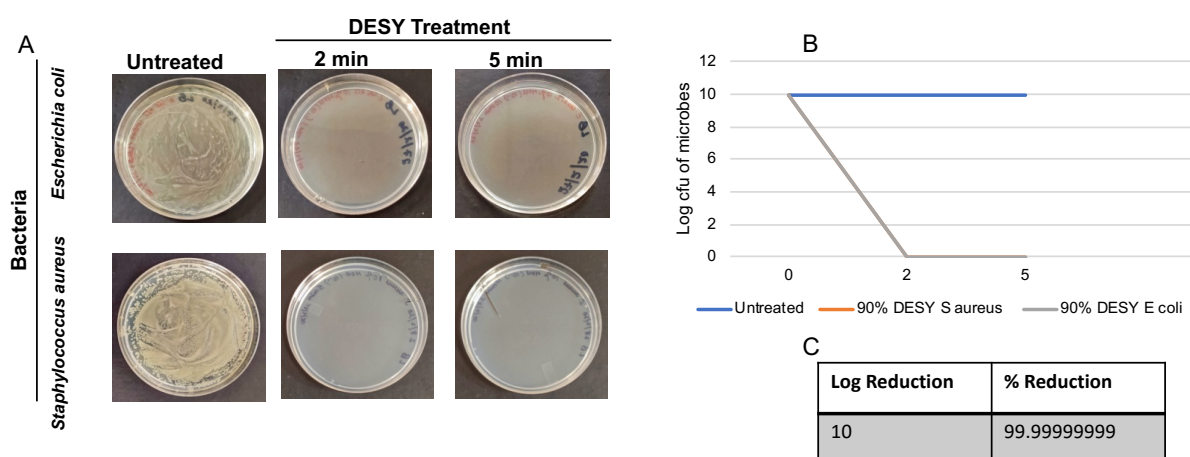 A
DESY Treatment
Untreated
2 min
5 min
Bacteria
Escherichia coli
Staphylococcus aureus
B
Log cfu of microbes
12
10
8
6
4
2
0
0 2 5
Untreated 90% DESY S aureus 90% DESY E coli
C
Log Reduction % Reduction
10 99.99999999